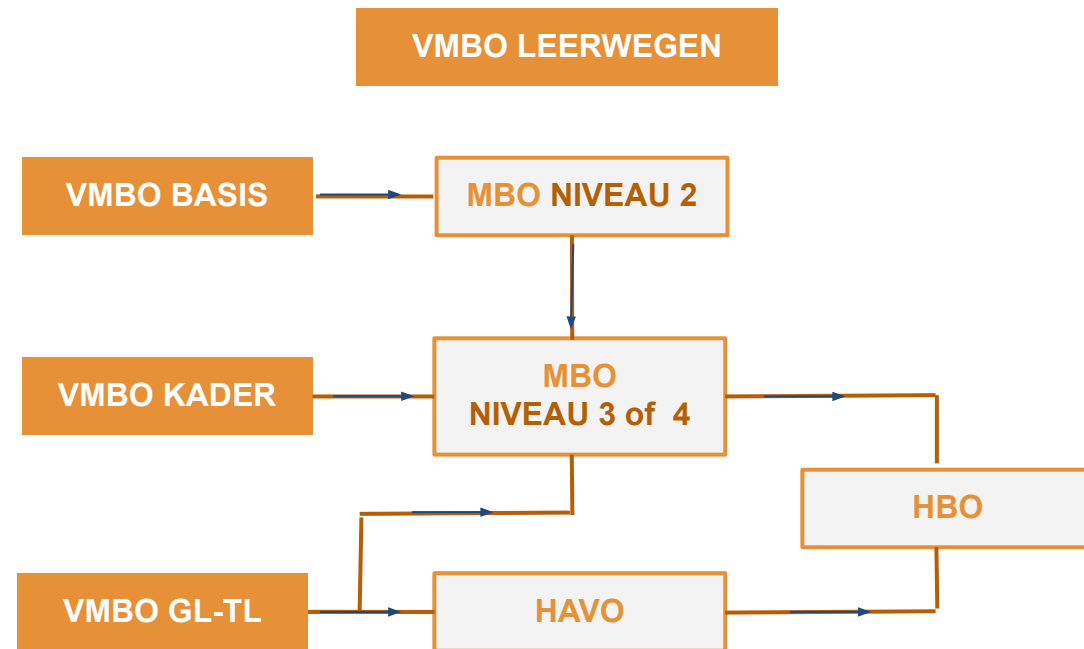 VMBO LEERWEGEN
VMBO BASIS
MBO NIVEAU 2
VMBO KADER
MBO
NIVEAU 3 of 4
HBO
VMBO GL-TL
HAVO